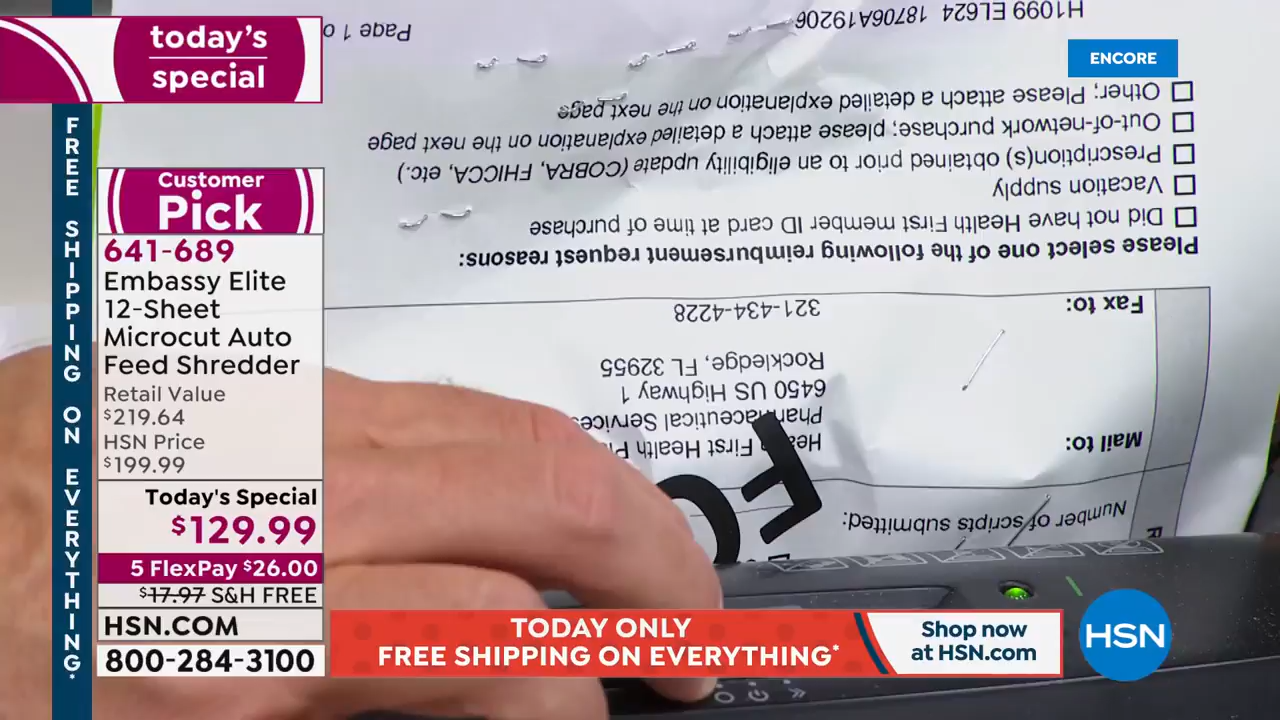 today's
special
FREE SHIPPING ON EVERYTHING*
Customer
Pick
641-689
Embassy Elite
12-Sheet
Microcut Auto
Feed Shredder
Retail Value
$219.64
HSN Price
$199.99
Today's Special
$129.99
5 FlexPay $26.00
$17.97 S&H FREE
HSN.COM
800-284-3100
ENCORE
TODAY ONLY
FREE SHIPPING ON EVERYTHING*
Shop now
at HSN.com
HSN
Number of scripts submitted:
Mail to:
Health First Health
Pharmaceutical Services
6450 US Highway 1
Rockledge, FL 32955
Fax to:
321-434-4228
Please select one of the following reimbursement request reasons:
Did not have Health First member ID card at time of purchase
Vacation supply
Prescription(s) obtained prior to an eligibility update (COBRA, FHICCA, etc.)
Out-of-network purchase; please attach a detailed explanation on the next page
Other; Please attach a detailed explanation on the next page
H1099 EL624 18706A19206
Page 1 o